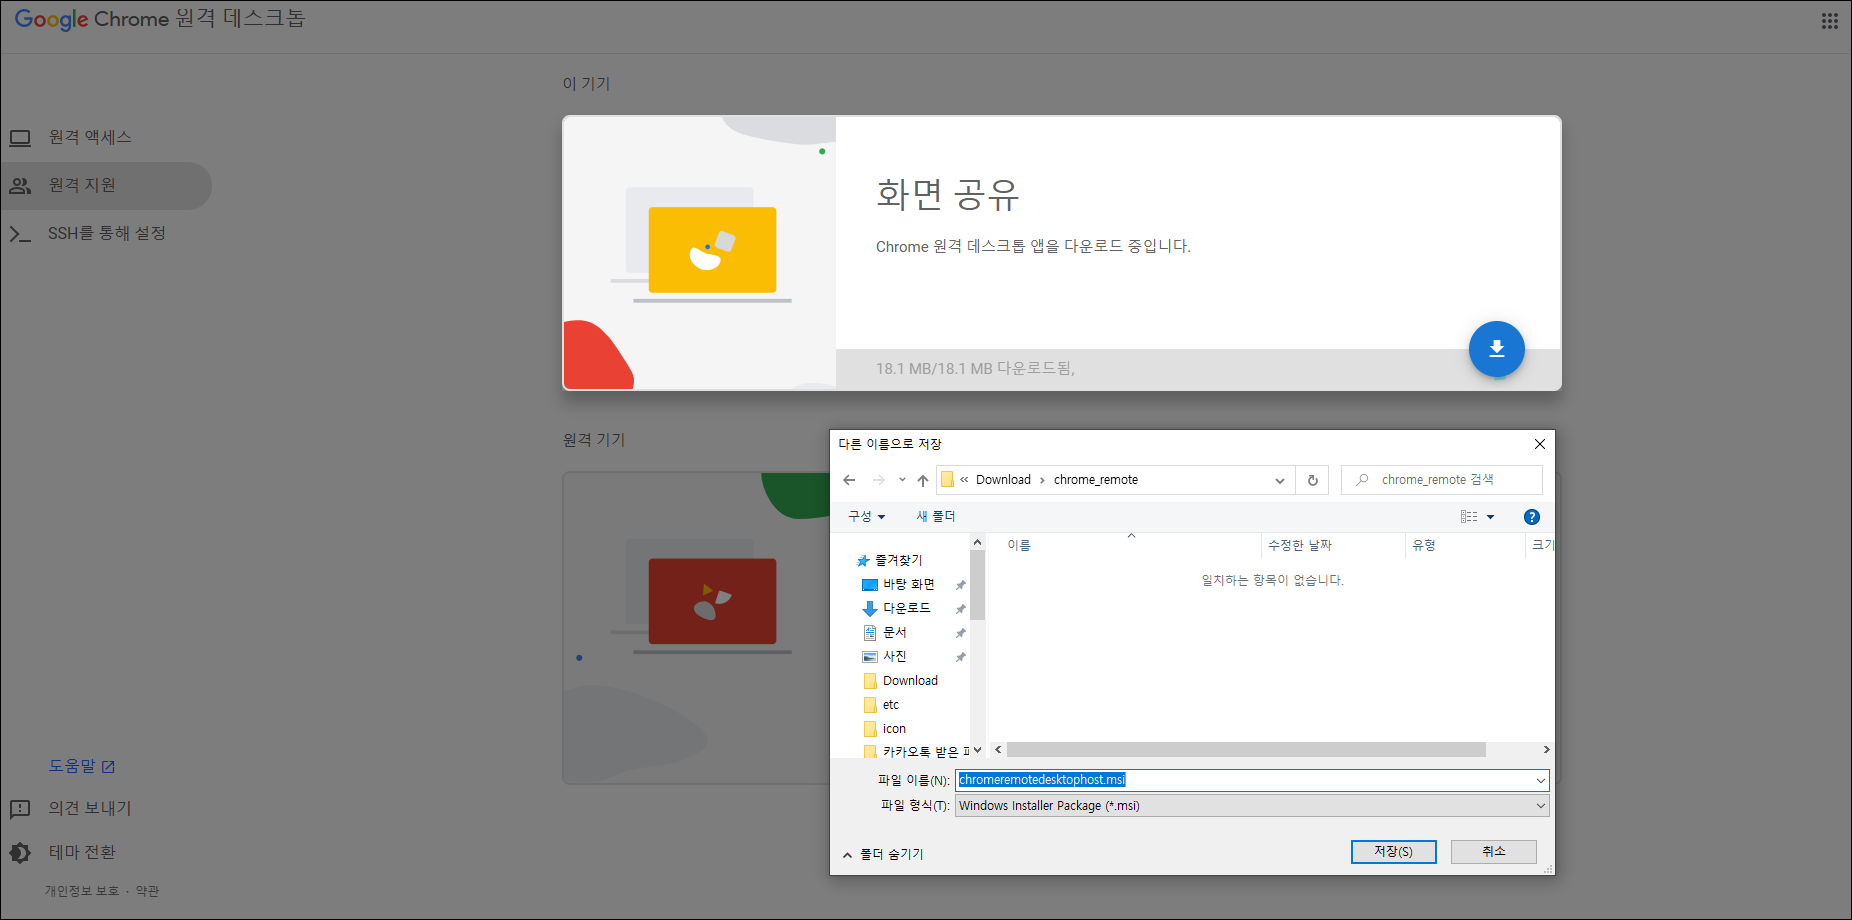 Google Chrome 원격 데스크톱
원격 액세스
원격 지원
SSH를 통해 설정
이 기기
화면 공유
Chrome 원격 데스크톱 앱을 다운로드 중입니다.
18.1 MB/18.1 MB 다운로드됨,
원격 기기
다른 이름으로 저장
« Download › chrome_remote
chrome_remote 검색
구성
새 폴더
이름
수정한 날짜
유형
크기
일치하는 항목이 없습니다.
즐겨찾기
바탕 화면
다운로드
문서
사진
Download
etc
icon
카카오톡 받은
파일 이름(N):
chromeremotedesktophost.msi
파일 형식(T):
Windows Installer Package (*.msi)
폴더 숨기기
저장(S)
취소
도움말
의견 보내기
테마 전환
개인정보 보호 · 약관